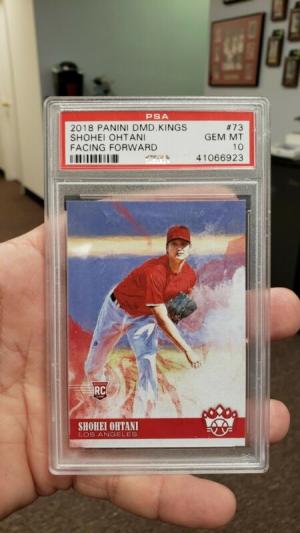 PSA
2018 PANINI DMD.KINGS #73
SHOHEI OHTANI GEM MT
FACING FORWARD 10
41066923
RC
SHOHEI OHTANI
LOS ANGELES